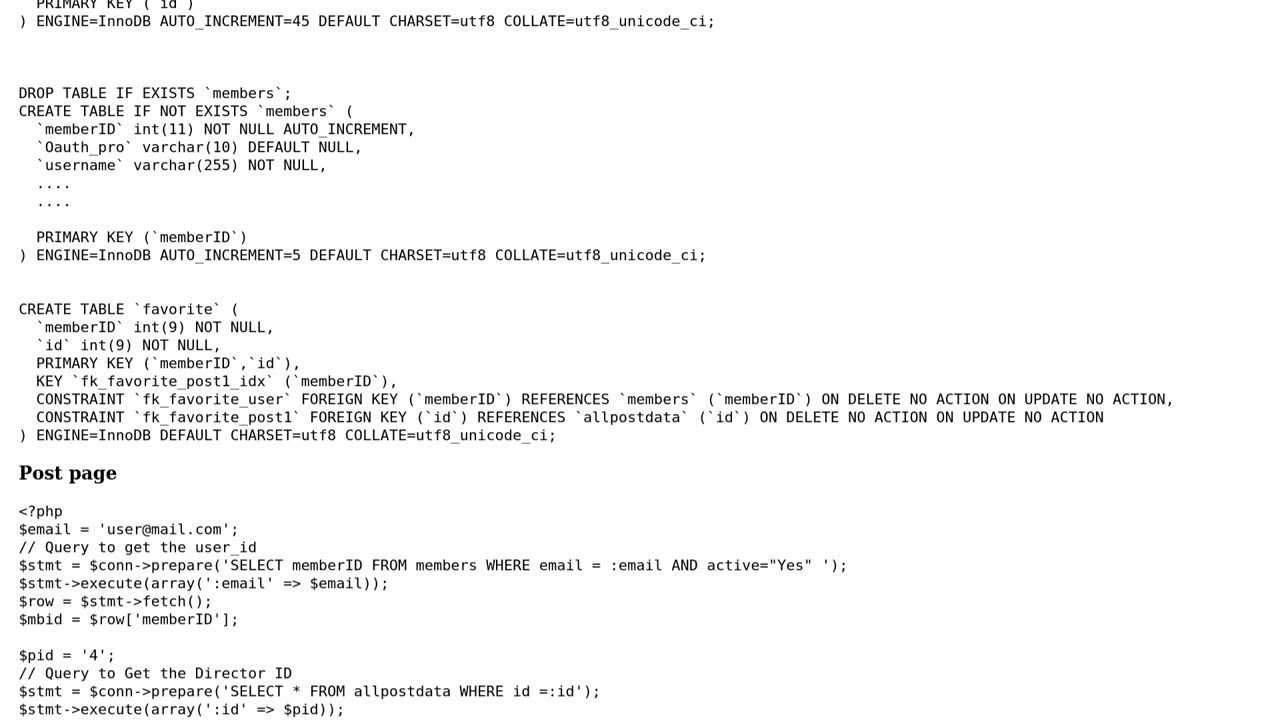 PRIMARY KEY (`id`)
) ENGINE=InnoDB AUTO_INCREMENT=45 DEFAULT CHARSET=utf8 COLLATE=utf8_unicode_ci;
DROP TABLE IF EXISTS `members`;
CREATE TABLE IF NOT EXISTS `members` (
`memberID` int(11) NOT NULL AUTO_INCREMENT,
`Oauth_pro` varchar(10) DEFAULT NULL,
`username` varchar(255) NOT NULL,
....
....
PRIMARY KEY (`memberID`)
) ENGINE=InnoDB AUTO_INCREMENT=5 DEFAULT CHARSET=utf8 COLLATE=utf8_unicode_ci;
CREATE TABLE `favorite` (
`memberID` int(9) NOT NULL,
`id` int(9) NOT NULL,
PRIMARY KEY (`memberID`,`id`),
KEY `fk_favorite_post1_idx` (`memberID`),
CONSTRAINT `fk_favorite_user` FOREIGN KEY (`memberID`) REFERENCES `members` (`memberID`) ON DELETE NO ACTION ON UPDATE NO ACTION,
CONSTRAINT `fk_favorite_post1` FOREIGN KEY (`id`) REFERENCES `allpostdata` (`id`) ON DELETE NO ACTION ON UPDATE NO ACTION
) ENGINE=InnoDB DEFAULT CHARSET=utf8 COLLATE=utf8_unicode_ci;
Post page
<?php
$email = 'user@mail.com';
// Query to get the user_id
$stmt = $conn->prepare('SELECT memberID FROM members WHERE email = :email AND active="Yes" ');
$stmt->execute(array(':email' => $email));
$row = $stmt->fetch();
$mbid = $row['memberID'];
$pid = '4';
// Query to Get the Director ID
$stmt = $conn->prepare('SELECT * FROM allpostdata WHERE id =:id');
$stmt->execute(array(':id' => $pid));